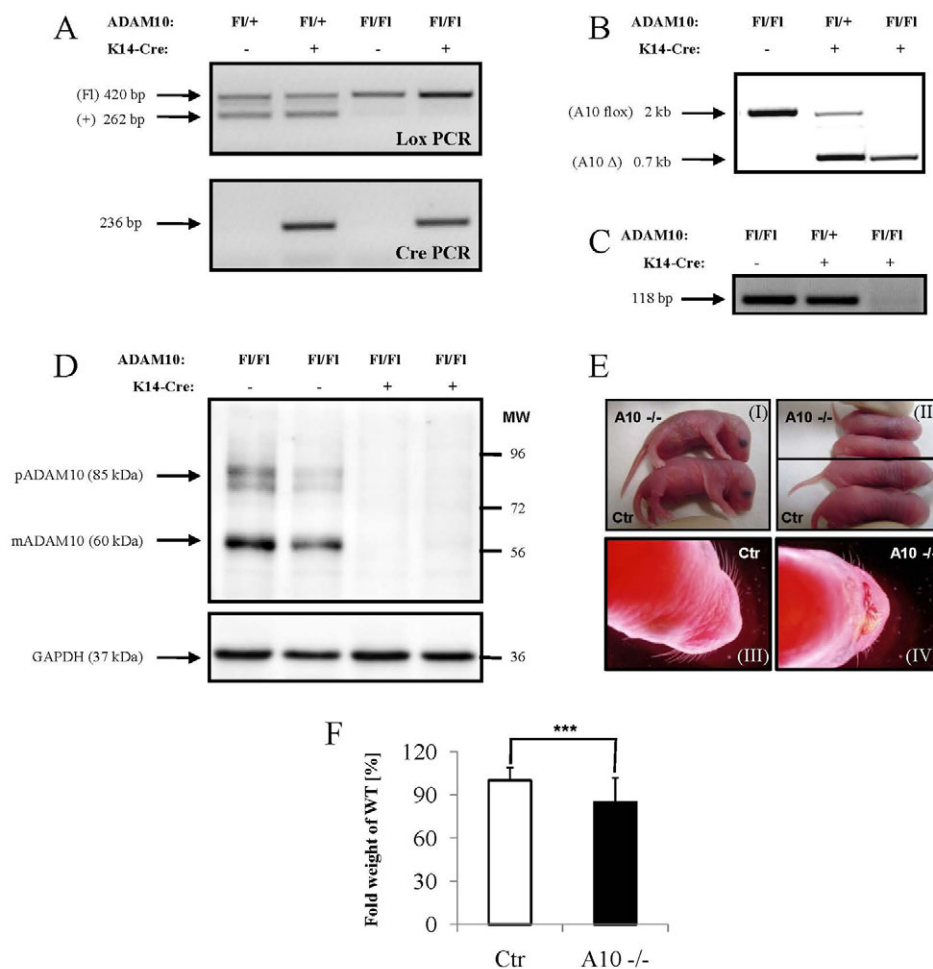 A
ADAM10: Fl/+ Fl/+ Fl/Fl Fl/Fl
K14-Cre: - + - +
(Fl) 420 bp
(+) 262 bp
Lox PCR
236 bp
Cre PCR
B
ADAM10: Fl/Fl Fl/+ Fl/Fl
K14-Cre: - + +
(A10 flox) 2 kb
(A10 Δ) 0.7 kb
C
ADAM10: Fl/Fl Fl/+ Fl/Fl
K14-Cre: - + +
118 bp
D
ADAM10: Fl/Fl Fl/Fl Fl/Fl Fl/Fl
K14-Cre: - - + +
MW
pADAM10 (85 kDa)
96
72
mADAM10 (60 kDa)
56
GAPDH (37 kDa)
36
E
A10 -/- (I)
Ctr
A10 -/- (II
Ctr
Ctr
(III)
A10 -/-
(IV)
F
***
Fold weight of WT [%]
120
90
60
30
0
Ctr A10 -/-